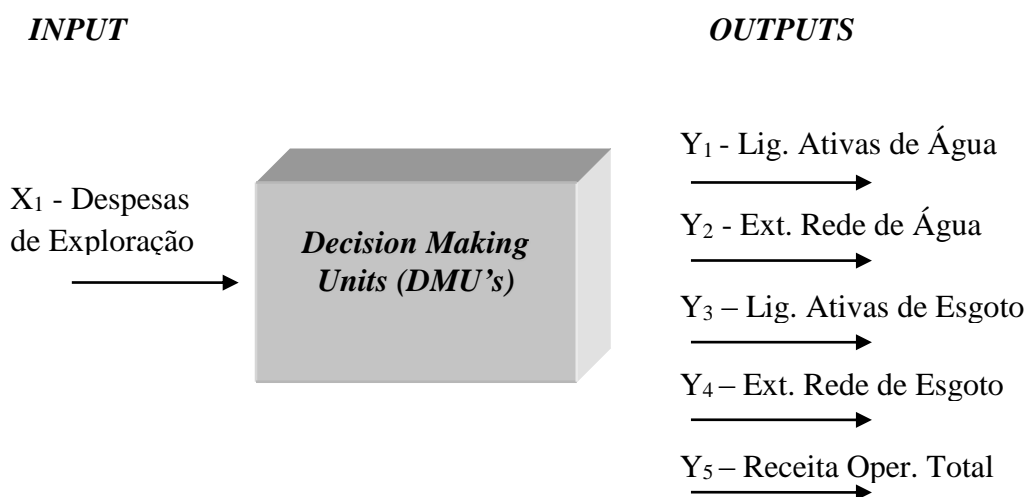 INPUT
OUTPUTS
X1 - Despesas
de Exploração
Decision Making
Units (DMU’s)
Y1 - Lig. Ativas de Água
Y2 - Ext. Rede de Água
Y3 – Lig. Ativas de Esgoto
Y4 – Ext. Rede de Esgoto
Y5 – Receita Oper. Total